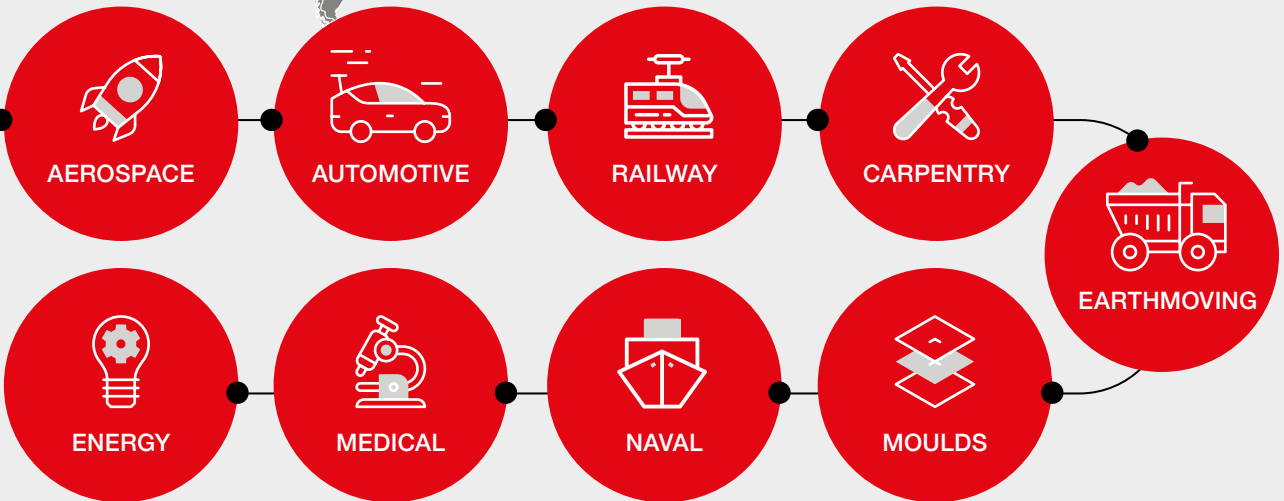 AEROSPACE
AUTOMOTIVE
RAILWAY
CARPENTRY
EARTHMOVING
ENERGY
MEDICAL
NAVAL
MOULDS